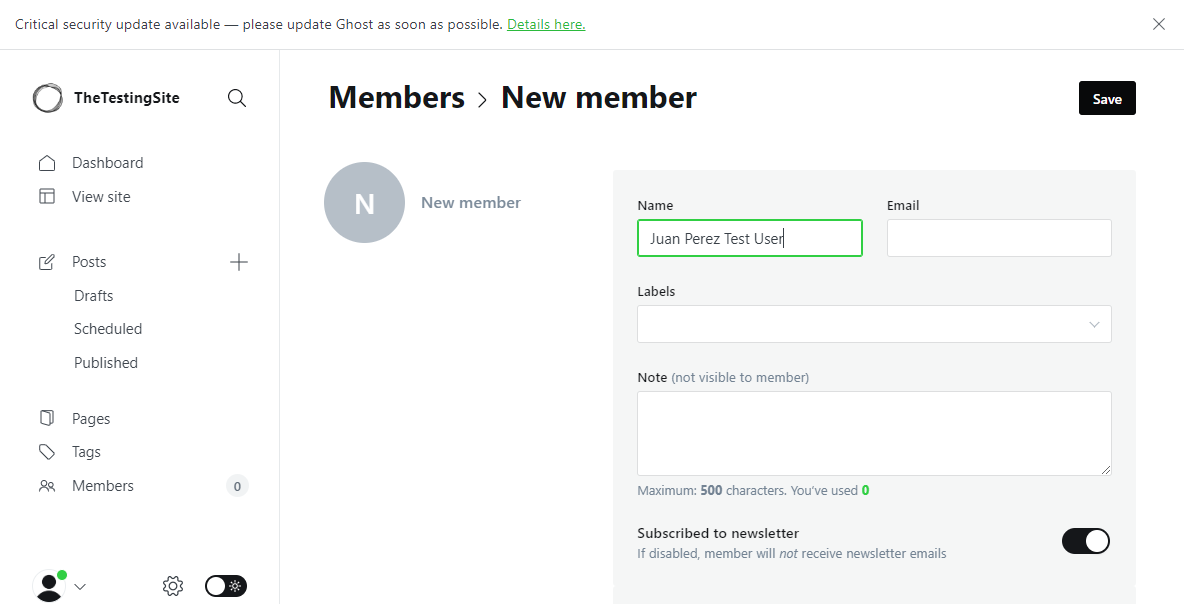 Critical security update available — please update Ghost as soon as possible. Details here.
TheTestingSite
Dashboard
View site
Posts
Drafts
Scheduled
Published
Pages
Tags
Members 0
Members > New member
Save
N
New member
Name Email
Juan Perez Test User
Labels
Note (not visible to member)
Maximum: 500 characters. You've used 0
Subscribed to newsletter
If disabled, member will not receive newsletter emails